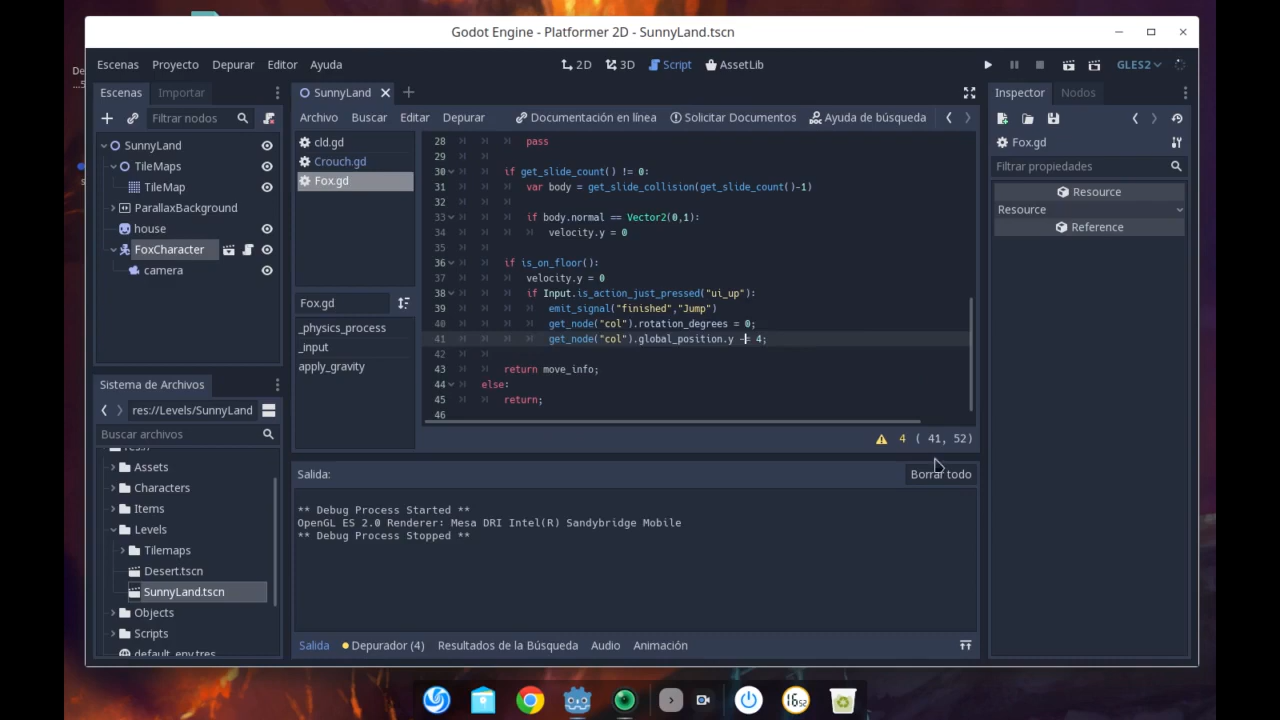 Godot Engine - Platformer 2D - SunnyLand.tscn
De
Escenas Proyecto Depurar Editor Ayuda
2D 3D Script AssetLib
GLES2
Escenas Importar
Filtrar nodos
SunnyLand
TileMaps
TileMap
ParallaxBackground
house
FoxCharacter
camera
Sistema de Archivos
res://Levels/SunnyLand
Buscar archivos
Assets
Characters
Items
Levels
Tilemaps
Desert.tscn
SunnyLand.tscn
Objects
Scripts
default_env.tres
SunnyLand
Archivo Buscar Editar Depurar
Documentación en línea Solicitar Documentos Ayuda de búsqueda
cld.gd
Crouch.gd
Fox.gd
Fox.gd
_physics_process
_input
apply_gravity
28 pass
29
30 if get_slide_count() != 0:
31 var body = get_slide_collision(get_slide_count()-1)
32
33 if body.normal == Vector2(0,1):
34 velocity.y = 0
35
36 if is_on_floor():
37 velocity.y = 0
38 if Input.is_action_just_pressed("ui_up"):
39 emit_signal("finished","Jump")
40 get_node("col").rotation_degrees = 0;
41 get_node("col").global_position.y -= 4;
42
43 return move_info;
44 else:
45 return;
46
4 ( 41, 52)
Salida:
Borrar todo
** Debug Process Started **
OpenGL ES 2.0 Renderer: Mesa DRI Intel(R) Sandybridge Mobile
** Debug Process Stopped **
Salida Depurador (4) Resultados de la Búsqueda Audio Animación
Inspector Nodos
Fox.gd
Filtrar propiedades
Resource
Resource
Reference
16 52